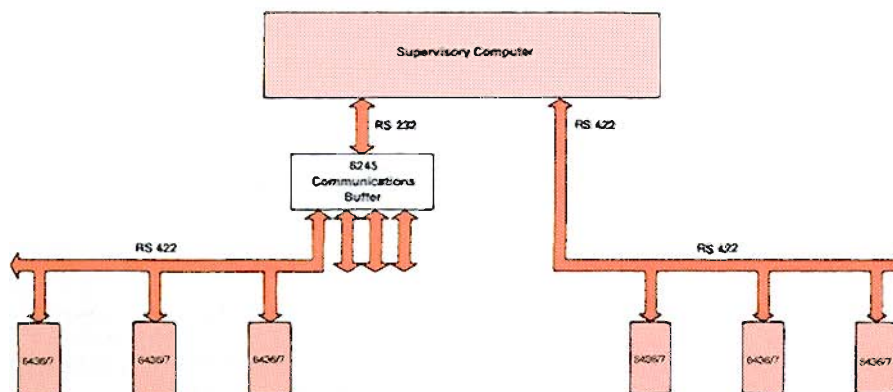 Supervisory Computer
RS 232
RS 422
6245
Communications
Buffer
RS 422
RS 422
6436/7
6436/7
6436/7
6436/7
6436/7
6436/7